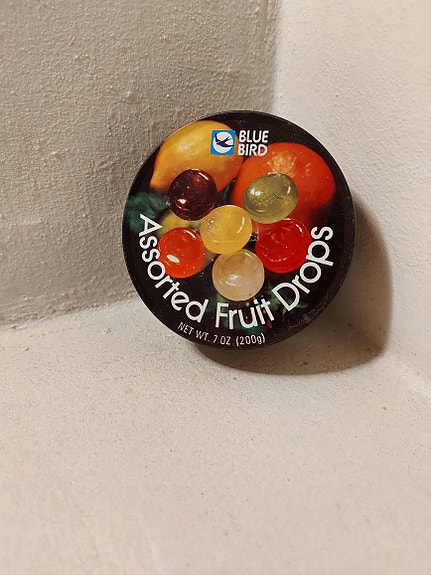 BLUE
BIRD
Assorted Fruit Drops
NET WT. 7 OZ (200g)